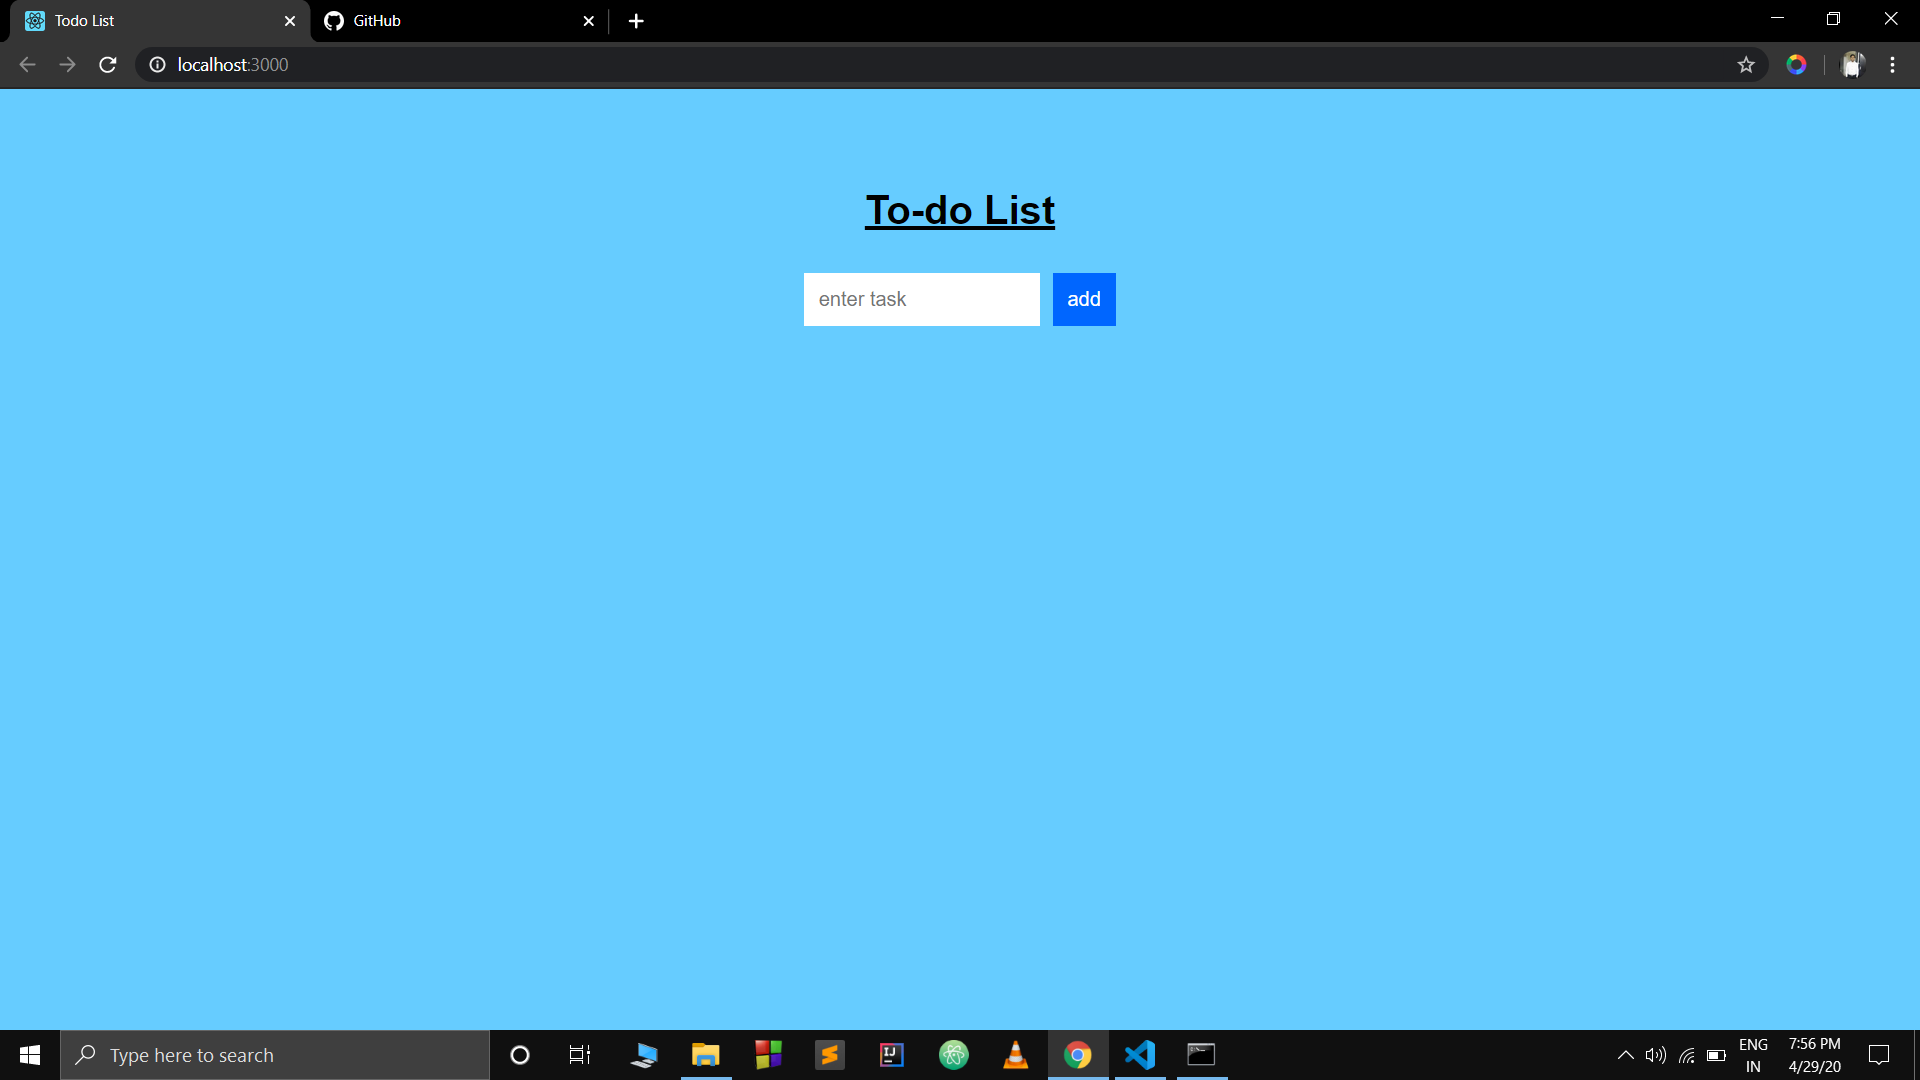 Todo List
GitHub
localhost:3000
To-do List
enter task
add
Type here to search
IJ
ENG
IN
7:56 PM
4/29/20